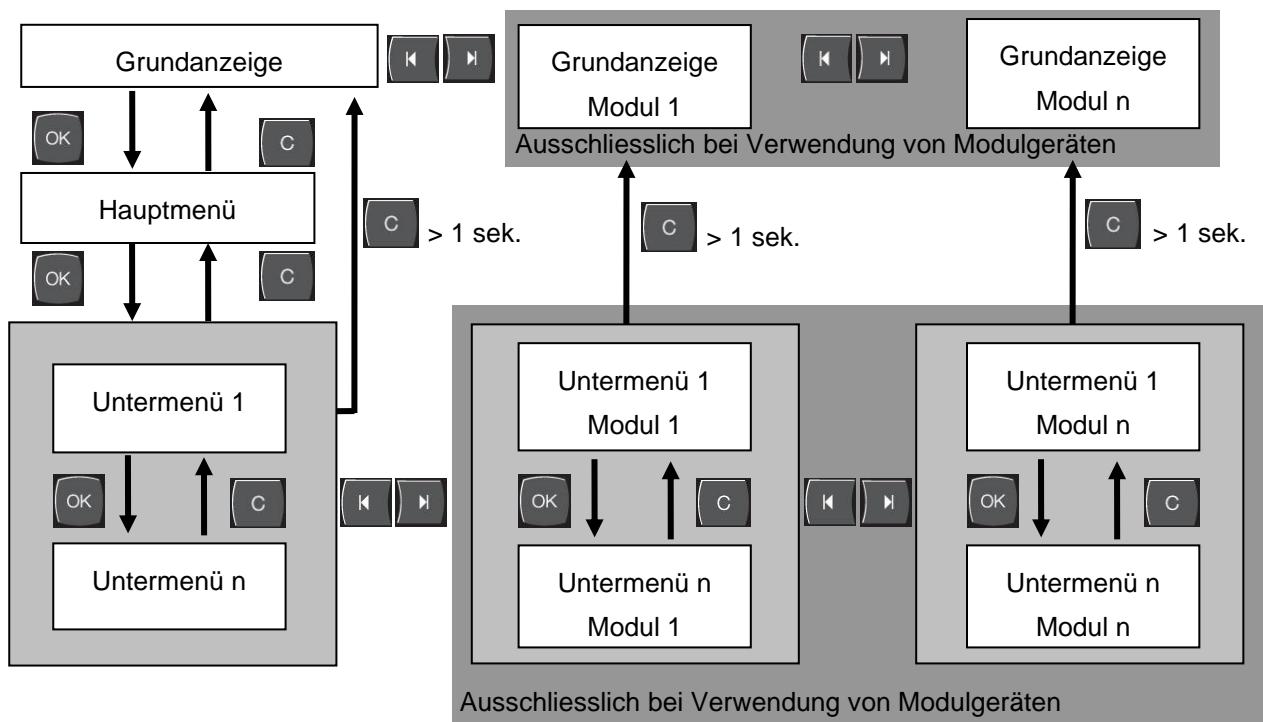 Grundanzeige
Grundanzeige
Modul 1
Grundanzeige
Modul n
Ausschliesslich bei Verwendung von Modulgeräten
OK
C
Hauptmenü
C
> 1 sek.
C
> 1 sek.
C
> 1 sek.
OK
C
Untermenü 1
Untermenü 1
Modul 1
Untermenü 1
Modul n
OK
C
OK
C
OK
C
Untermenü n
Untermenü n
Modul 1
Untermenü n
Modul n
Ausschliesslich bei Verwendung von Modulgeräten